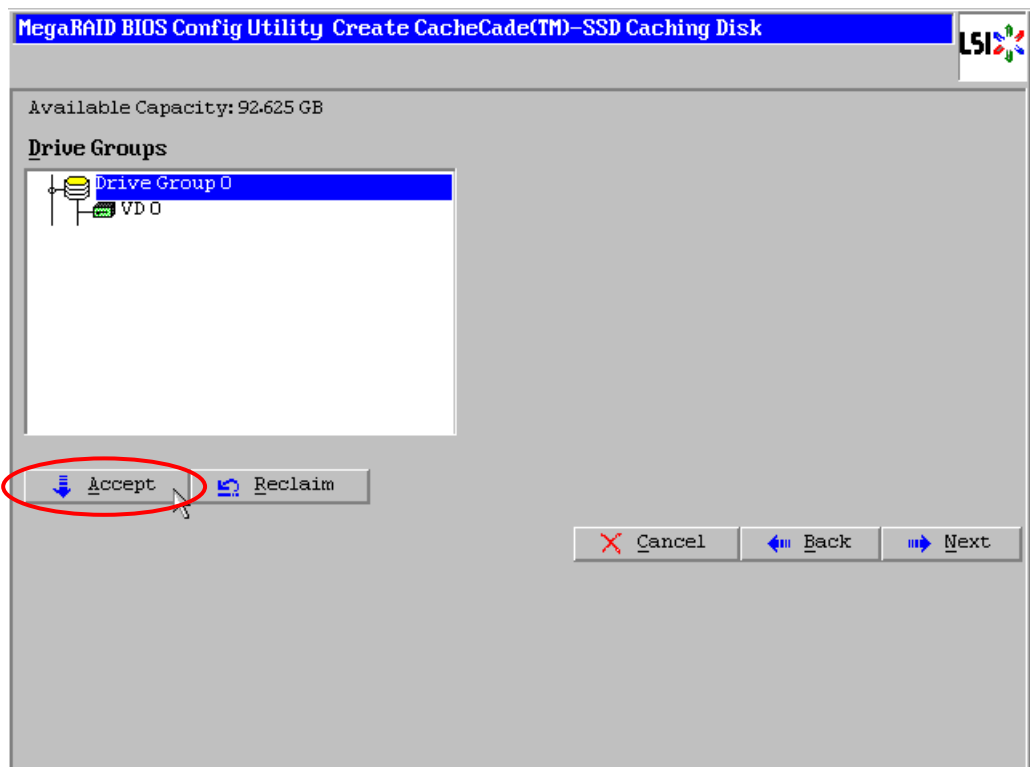 MegaRAID BIOS Config Utility Create CacheCade(TM)-SSD Caching Disk
LSI
Available Capacity: 92.625 GB
Drive Groups
Drive Group 0
VD 0
Accept
Reclaim
Cancel
Back
Next